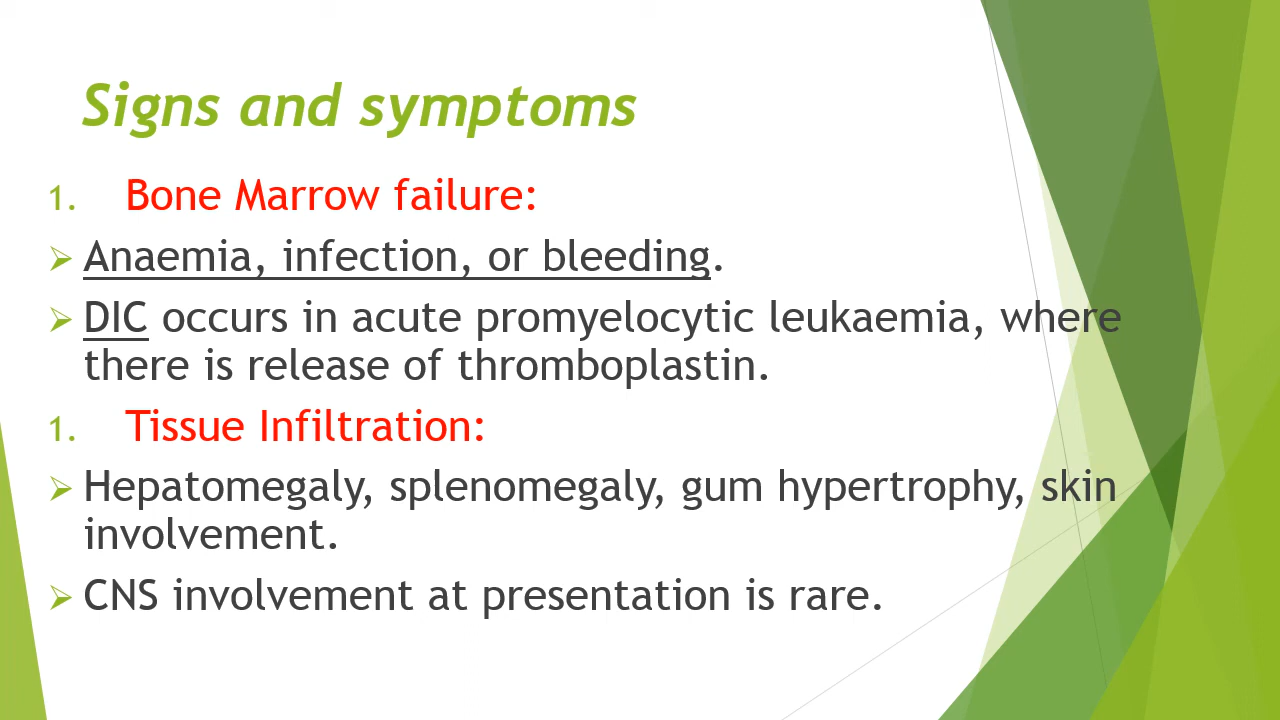 Signs and symptoms
1. Bone Marrow failure:
➢ Anaemia, infection, or bleeding.
➢ DIC occurs in acute promyelocytic leukaemia, where
there is release of thromboplastin.
1. Tissue Infiltration:
➢ Hepatomegaly, splenomegaly, gum hypertrophy, skin
involvement.
➢ CNS involvement at presentation is rare.